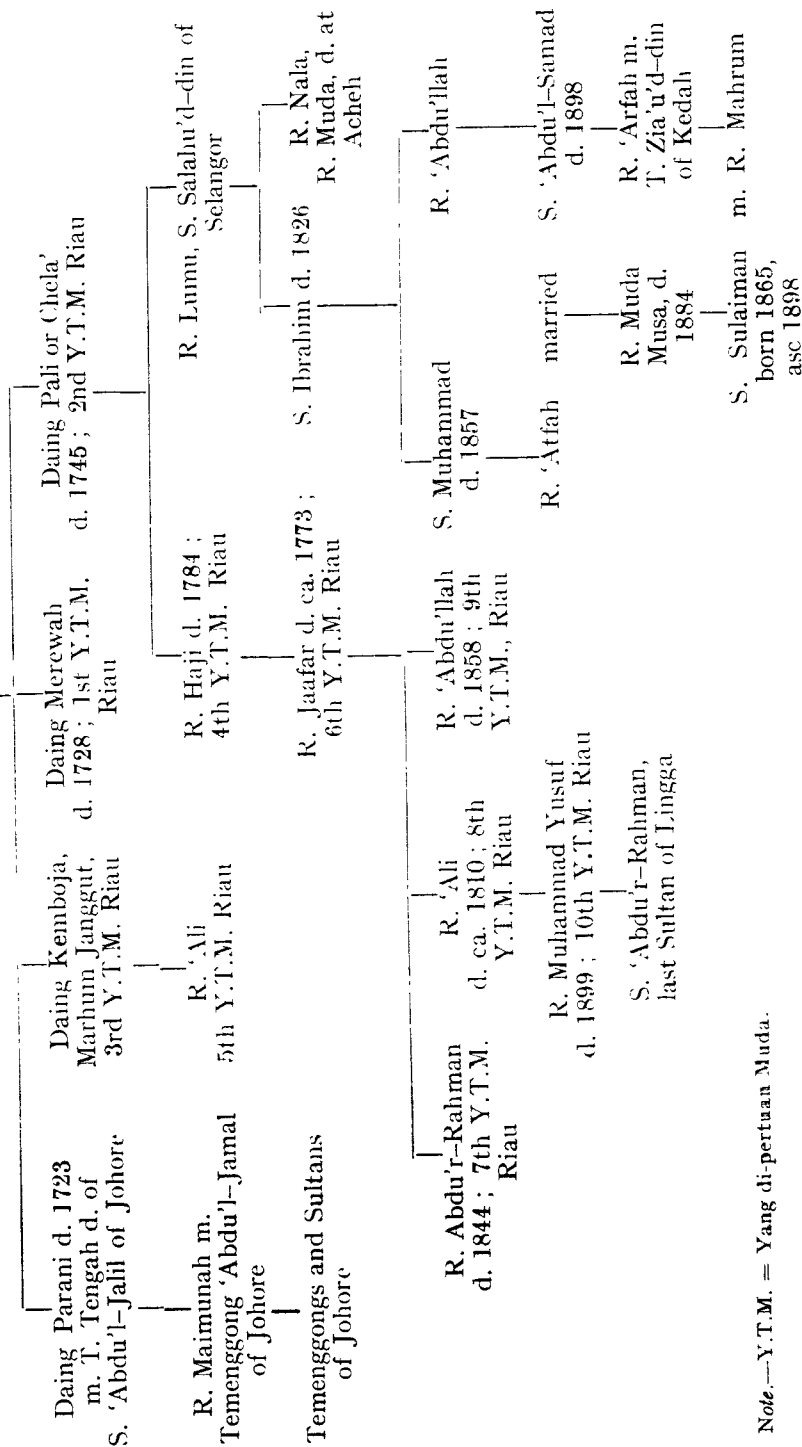 Daing Parani d. 1723
m. T. Tengah d. of
S. ‘Abdu'l–Jalil of Johore
Daing Kemboja,
Marhum Janggut,
3rd Y.T.M. Riau
Daing Merewah
d. 1728 ; 1st Y.T.M.
Riau
Daing Pali or Chela'
d. 1745 ; 2nd Y.T.M. Riau
R. Maimunah m.
Temenggong ‘Abdu'l–Jamal
of Johore
R. ‘Ali
5th Y.T.M. Riau
R. Haji d. 1784 ;
4th Y.T.M. Riau
R. Lumu, S. Salahu'd–din of
Selangor
Temenggongs and Sultans
of Johore
R. Jaafar d. ca. 1773 ;
6th Y.T.M. Riau
S. Ibrahim d. 1826
R. Nala,
R. Muda, d. at
Acheh
R. Abdu'r–Rahman
d. 1844 ; 7th Y.T.M.
Riau
R. ‘Ali
d. ca. 1810 ; 8th
Y.T.M. Riau
R. ‘Abdu'llah
d. 1858 ; 9th
Y.T.M., Riau
S. Muhammad
d. 1857
R. ‘Abdu'llah
R. Muhammad Yusuf
d. 1899 ; 10th Y.T.M. Riau
R. ‘Atfah married
S. ‘Abdu'l–Samad
d. 1898
S. ‘Abdu'r–Rahman,
last Sultan of Lingga
R. Muda
Musa, d.
1884
R. ‘Arfah m.
T. Zia'u'd–din
of Kedah
S. Sulaiman m. R. Mahrum
born 1865,
asc 1898
Note.—Y.T.M. = Yang di-pertuan Muda.